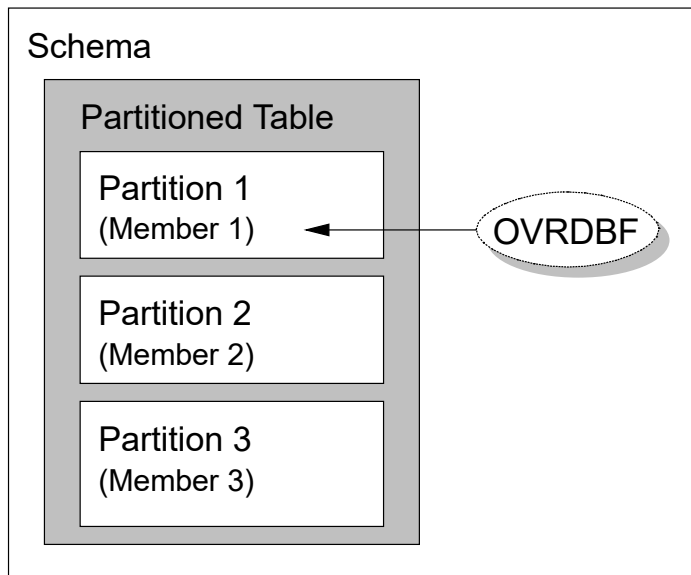 Schema
Partitioned Table
Partition 1
(Member 1)
OVRDBF
Partition 2
(Member 2)
Partition 3
(Member 3)